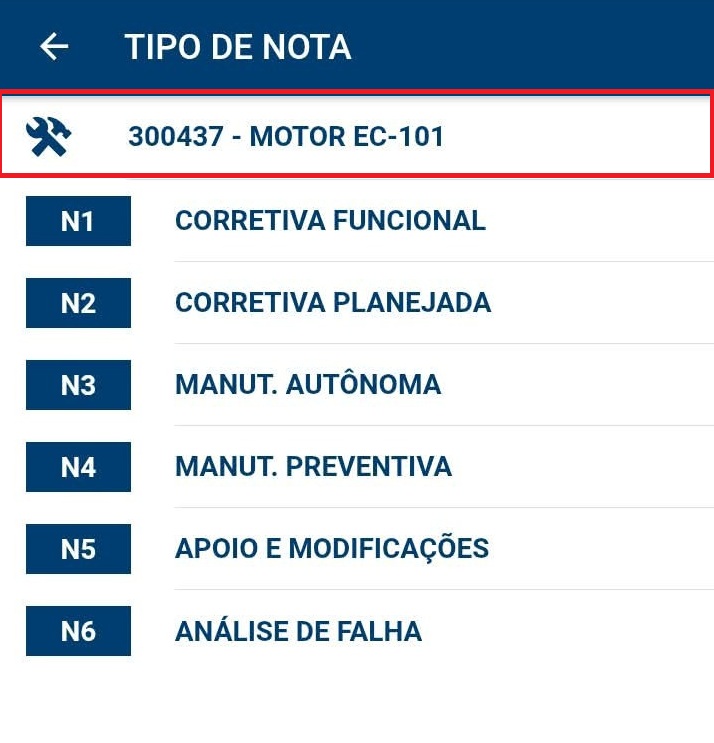 TIPO DE NOTA
300437 - MOTOR EC-101
N1 CORRETIVA FUNCIONAL
N2 CORRETIVA PLANEJADA
N3 MANUT. AUTÔNOMA
N4 MANUT. PREVENTIVA
N5 APOIO E MODIFICAÇÕES
N6 ANÁLISE DE FALHA